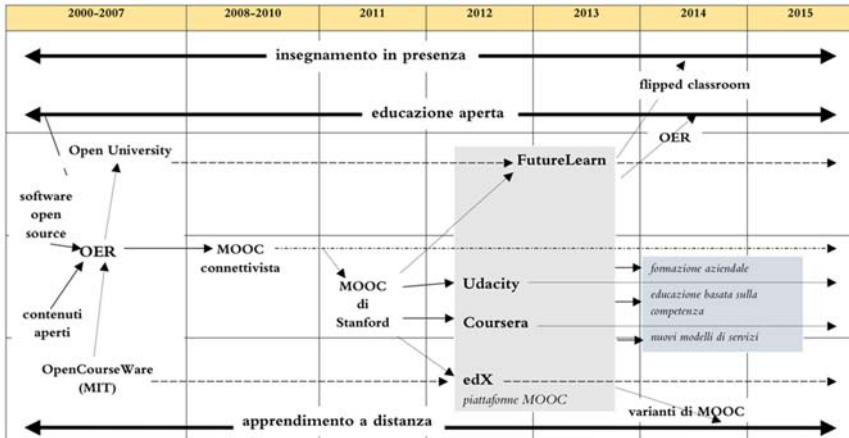 2000-2007 2008-2010 2011 2012 2013 2014 2015
insegnamento in presenza
flipped classroom
educazione aperta
OER
Open University
FutureLearn
software
open
source
OER
MOOC
connettivista
MOOC
di
Stanford
contenuti
aperti
Udacity
Coursera
formazione aziendale
educazione basata sulla
competenza
nuovi modelli di servizi
OpenCourseWare
(MIT)
edX
piattaforme MOOC
varianti di MOOC
apprendimento a distanza